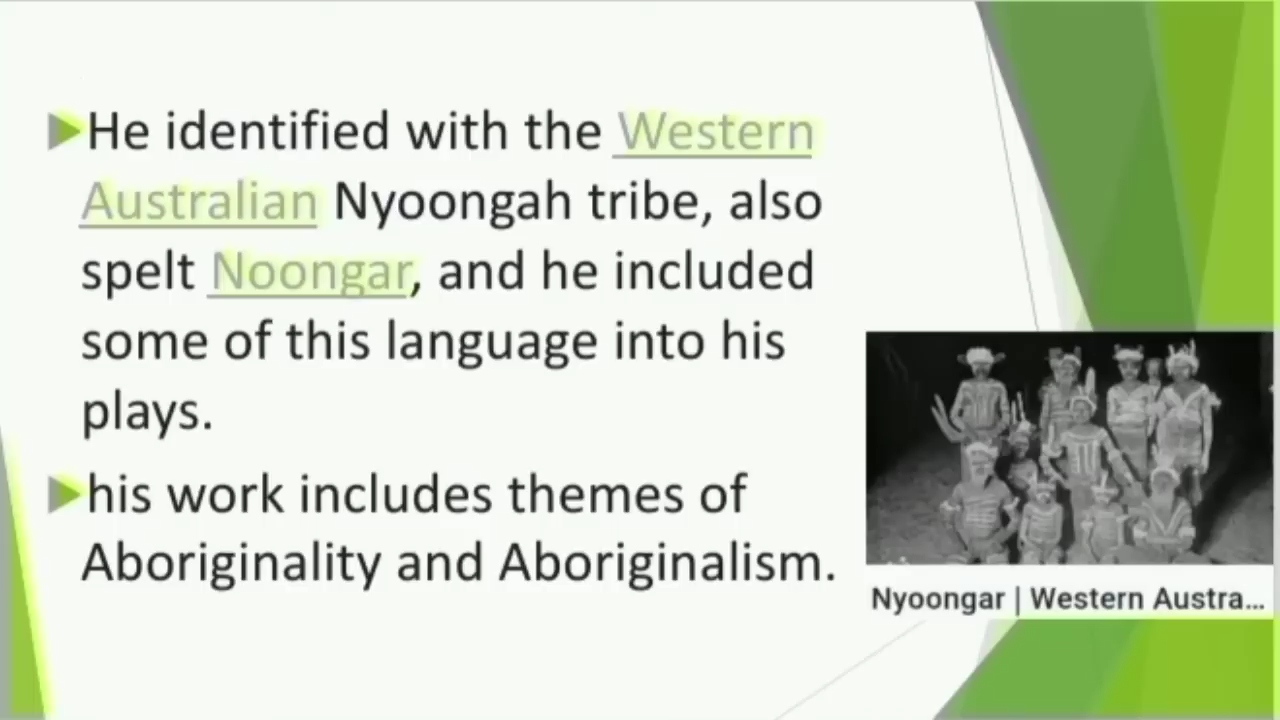 He identified with the Western
Australian Nyoongah tribe, also
spelt Noongar, and he included
some of this language into his
plays.
his work includes themes of
Aboriginality and Aboriginalism.
Nyoongar | Western Austra...